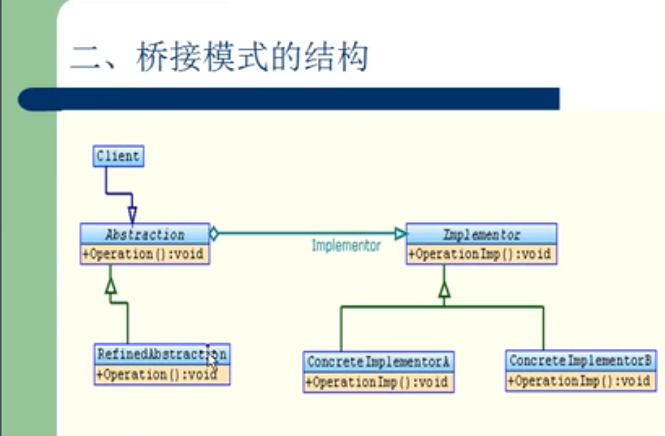 二、桥接模式的结构
Client
Abstraction
+Operation():void
Implementor
Implementor
+OperationImp():void
RefinedAbstraction
+Operation():void
ConcreteImplementorA
+OperationImp():void
ConcreteImplementorB
+OperationImp():void